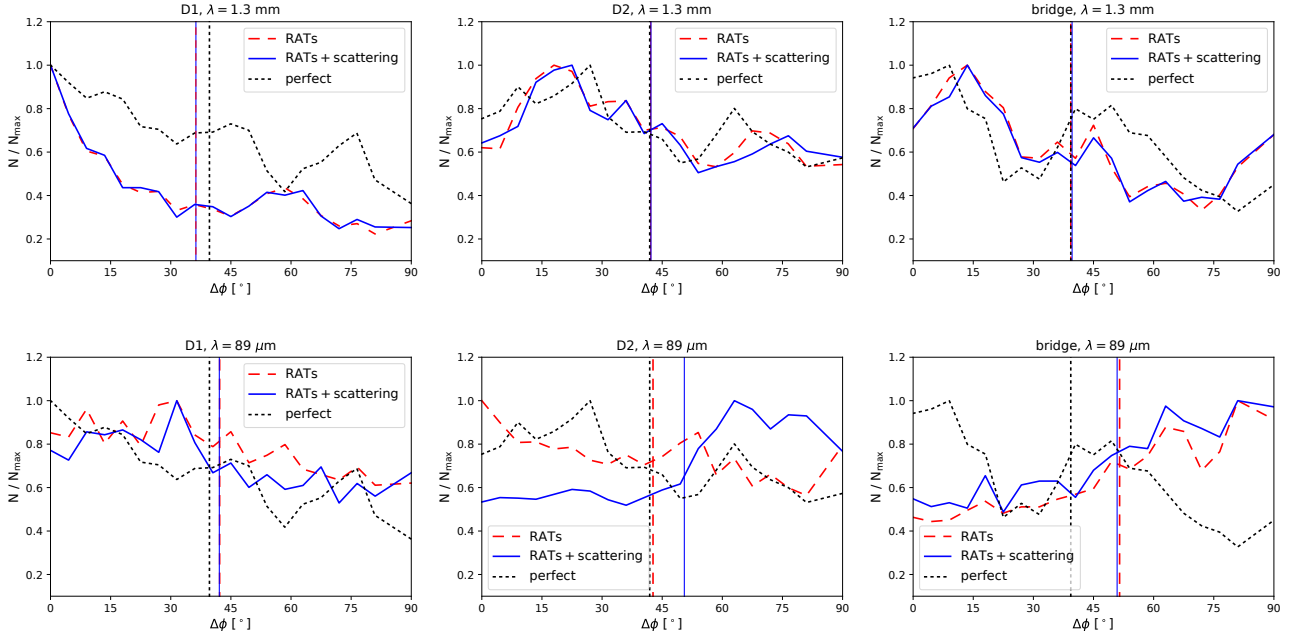 D1, λ = 1.3 mm
D2, λ = 1.3 mm
bridge, λ = 1.3 mm
1.2
1.0
0.8
0.6
0.4
0.2
N / N_max
RATs
RATs + scattering
perfect
0 15 30 45 60 75 90
Δϕ [°]
1.2
1.0
0.8
0.6
0.4
0.2
N / N_max
RATs
RATs + scattering
perfect
0 15 30 45 60 75 90
Δϕ [°]
1.2
1.0
0.8
0.6
0.4
0.2
N / N_max
RATs
RATs + scattering
perfect
0 15 30 45 60 75 90
Δϕ [°]
D1, λ = 89 μm
D2, λ = 89 μm
bridge, λ = 89 μm
1.2
1.0
0.8
0.6
0.4
0.2
N / N_max
RATs
RATs + scattering
perfect
0 15 30 45 60 75 90
Δϕ [°]
1.2
1.0
0.8
0.6
0.4
0.2
N / N_max
RATs
RATs + scattering
perfect
0 15 30 45 60 75 90
Δϕ [°]
1.2
1.0
0.8
0.6
0.4
0.2
N / N_max
RATs
RATs + scattering
perfect
0 15 30 45 60 75 90
Δϕ [°]